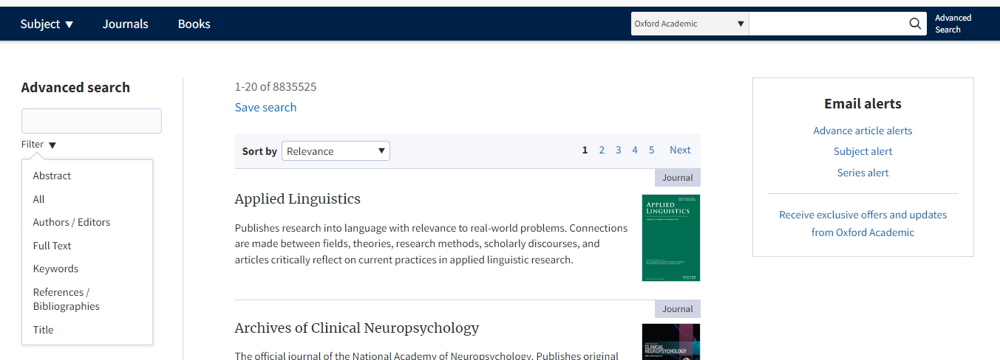 Subject ▼ Journals Books Oxford Academic ▼ Advanced
Search
Advanced search
Filter ▼
Abstract
All
Authors / Editors
Full Text
Keywords
References /
Bibliographies
Title
1-20 of 8835525
Save search
Sort by Relevance ▼ 1 2 3 4 5 Next
Journal
Applied Linguistics
Publishes research into language with relevance to real-world problems. Connections
are made between fields, theories, research methods, scholarly discourses, and
articles critically reflect on current practices in applied linguistic research.
APPLIED
LINGUISTICS
OXFORD
Journal
Archives of Clinical Neuropsychology
The official journal of the National Academy of Neuropsychology. Publishes original
CLINICAL
NEUROPSYCHOLOGY
Email alerts
Advance article alerts
Subject alert
Series alert
Receive exclusive offers and updates
from Oxford Academic